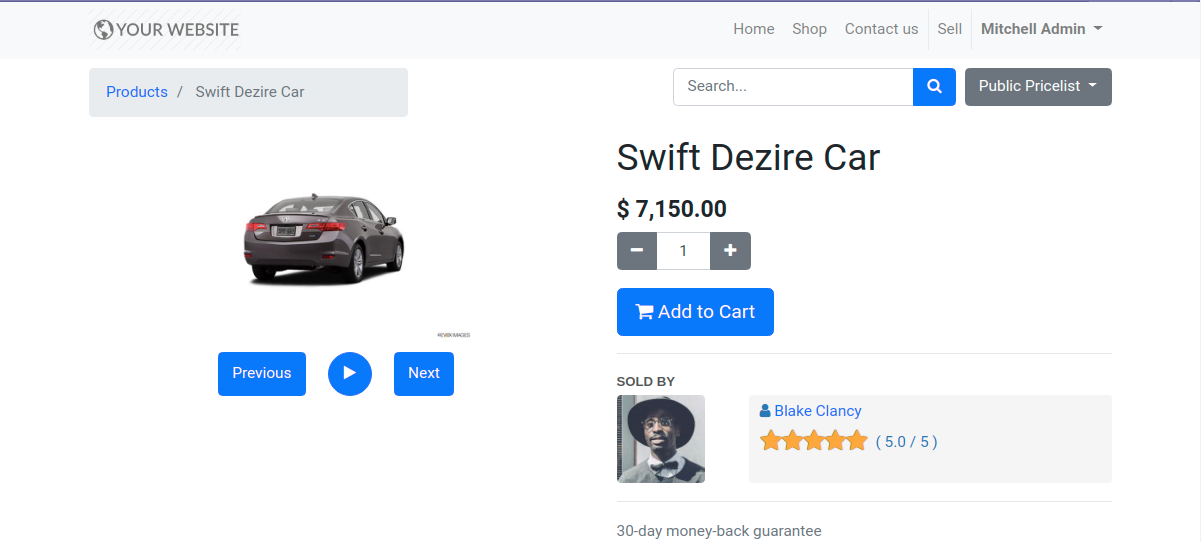 YOUR WEBSITE
Home Shop Contact us Sell Mitchell Admin
Products / Swift Dezire Car
Search...
Public Pricelist
Swift Dezire Car
$ 7,150.00
1
Add to Cart
Previous
Next
SOLD BY
Blake Clancy
( 5.0 / 5 )
30-day money-back guarantee